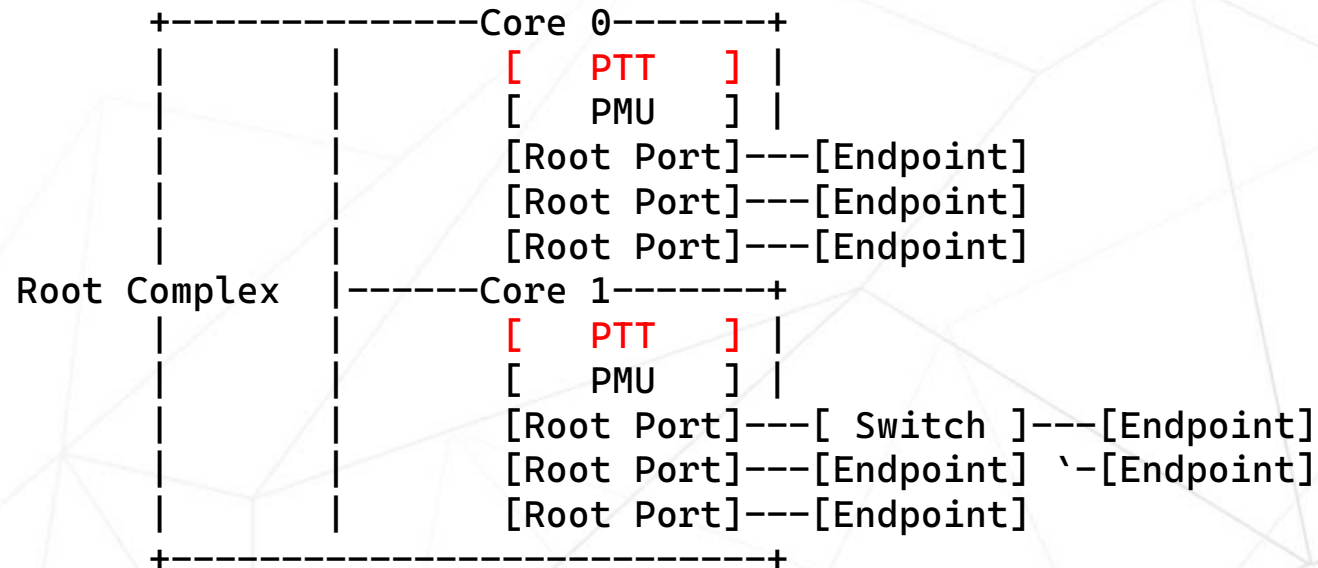 +--------------Core 0-------+
|       |       [   PTT   ] |
|       |       [   PMU   ] |
|       |       [Root Port]---[Endpoint]
|       |       [Root Port]---[Endpoint]
|       |       [Root Port]---[Endpoint]
Root Complex  |------Core 1-------+
|       |       [   PTT   ] |
|       |       [   PMU   ] |
|       |       [Root Port]---[ Switch ]---[Endpoint]
|       |       [Root Port]---[Endpoint] `-[Endpoint]
|       |       [Root Port]---[Endpoint]
+---------------------------+